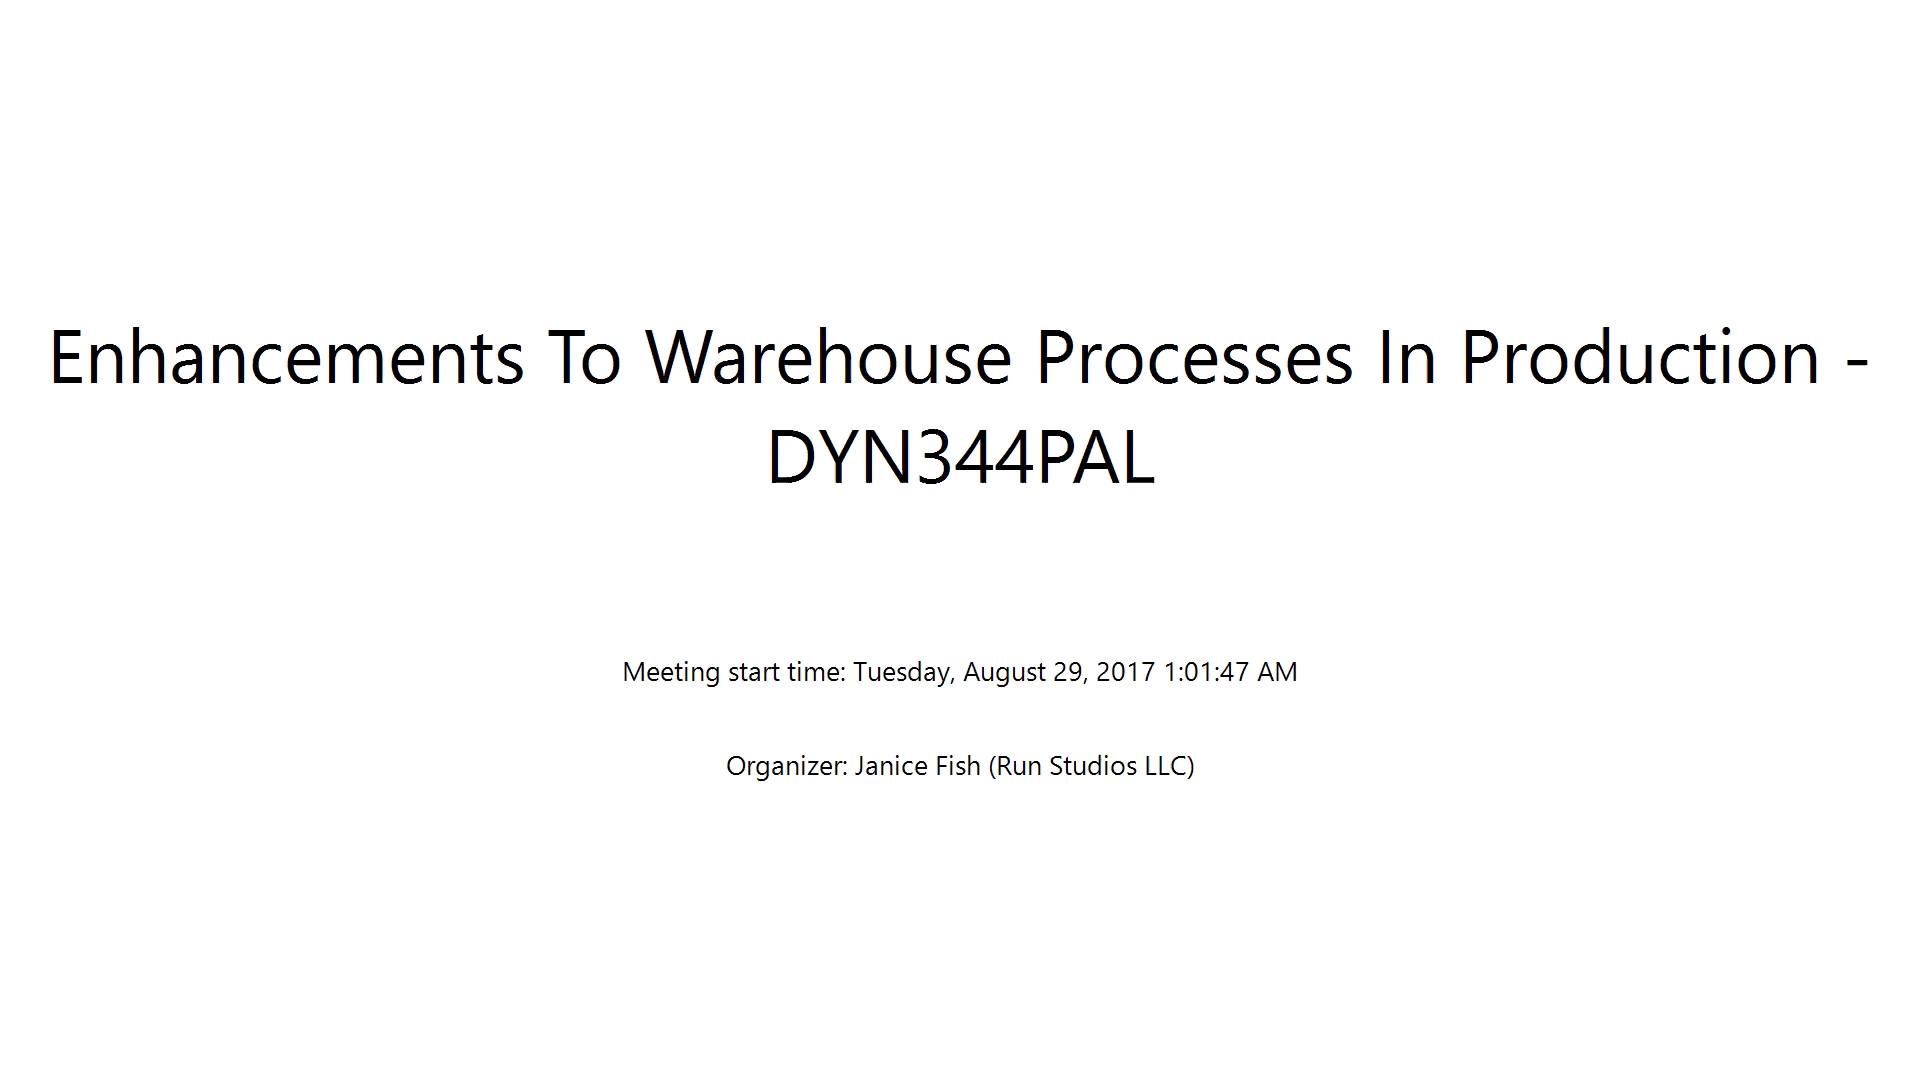 Enhancements To Warehouse Processes In Production -
DYN344PAL
Meeting start time: Tuesday, August 29, 2017 1:01:47 AM
Organizer: Janice Fish (Run Studios LLC)